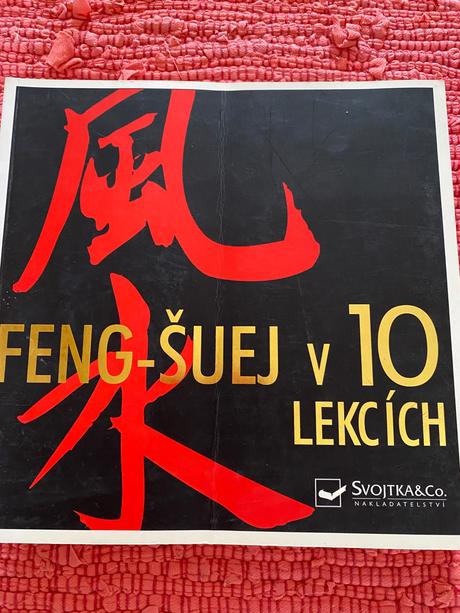 風水
FENG-ŠUEJ V 10
LEKCÍCH
SVOJTKA&CO.
NAKLADATELSTVÍ